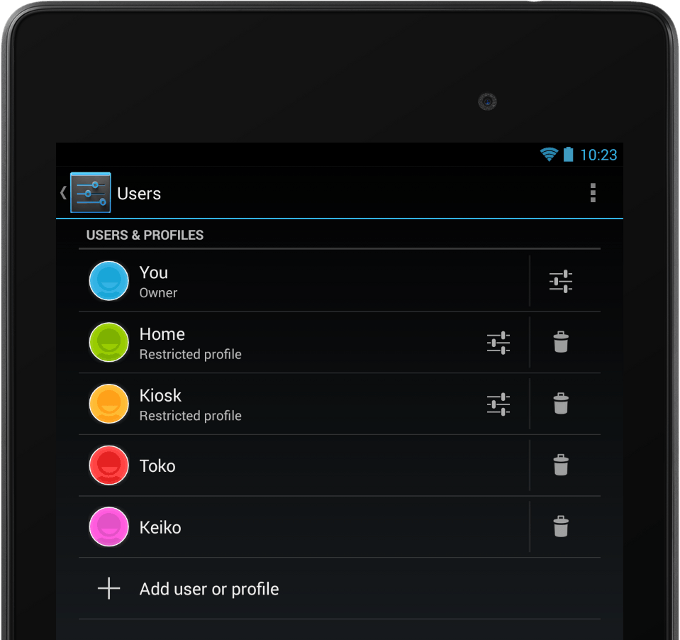 10:23
Users
USERS & PROFILES
You
Owner
Home
Restricted profile
Kiosk
Restricted profile
Toko
Keiko
Add user or profile